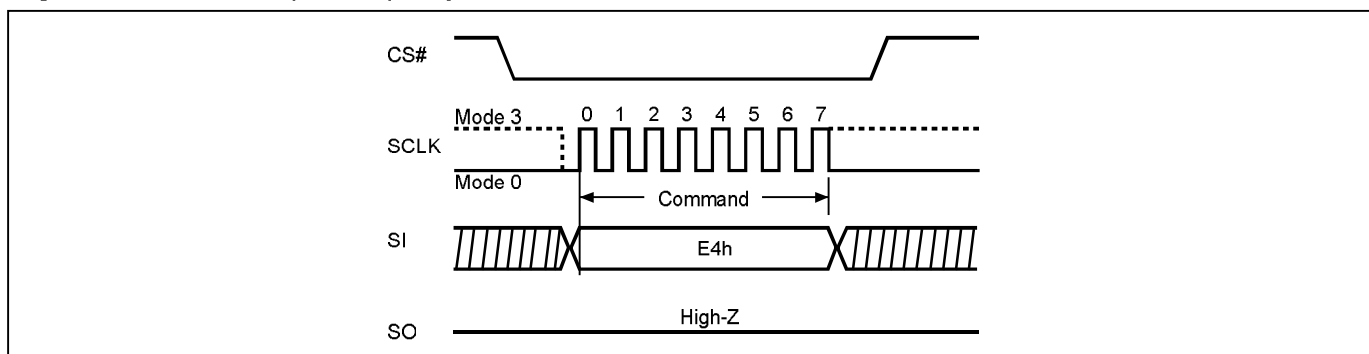 CS#
Mode 3 0 1 2 3 4 5 6 7
SCLK
Mode 0
Command
SI
E4h
High-Z
SO